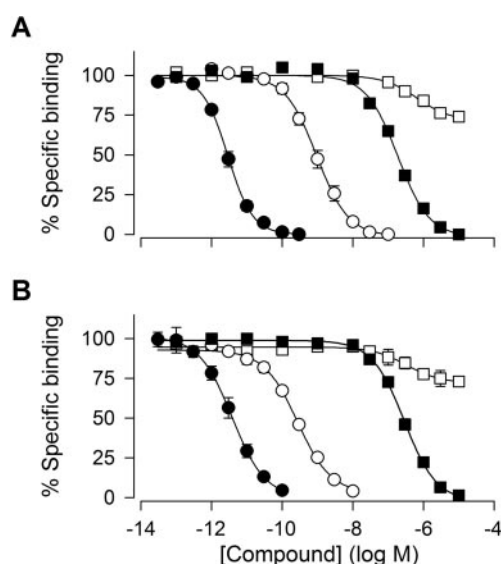 A
% Specific binding
100
75
50
25
0
B
% Specific binding
100
75
50
25
0
-14 -12 -10 -8 -6 -4
[Compound] (log M)